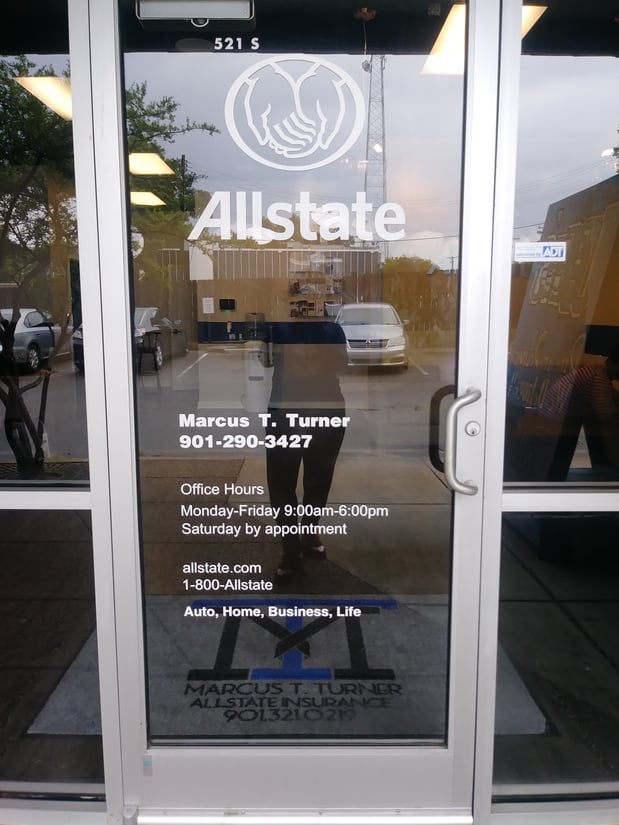 521 S
Allstate
ADT
Marcus T. Turner
901-290-3427
Office Hours
Monday-Friday 9:00am-6:00pm
Saturday by appointment
allstate.com
1-800-Allstate
Auto, Home, Business, Life
MARCUS T. TURNER
ALLSTATE INSURANCE
901.321.0219